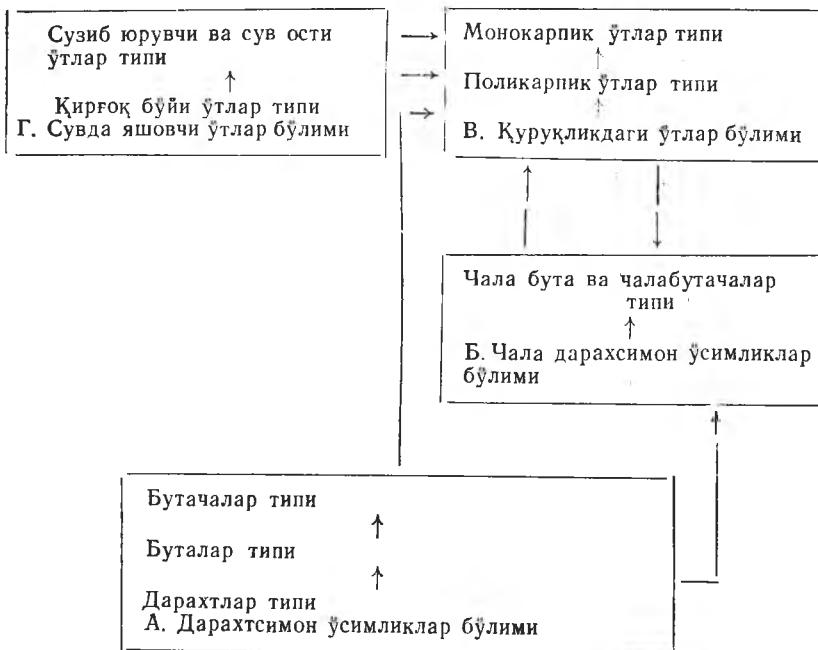 Сузиб юрувчи ва сув ости
ўтлар типи
Қирғоқ бўйи ўтлар типи
Г. Сувда яшовчи ўтлар бўлими
Монокарпик ўтлар типи
Поликарпик ўтлар типи
В. Қуруқликдаги ўтлар бўлими
Чала бута ва чалабутачалар
типи
Б. Чала дарахсимон ўсимликлар
бўлими
Бутачалар типи
Буталар типи
Дарахтлар типи
А. Дарахтсимон ўсимликлар бўлими